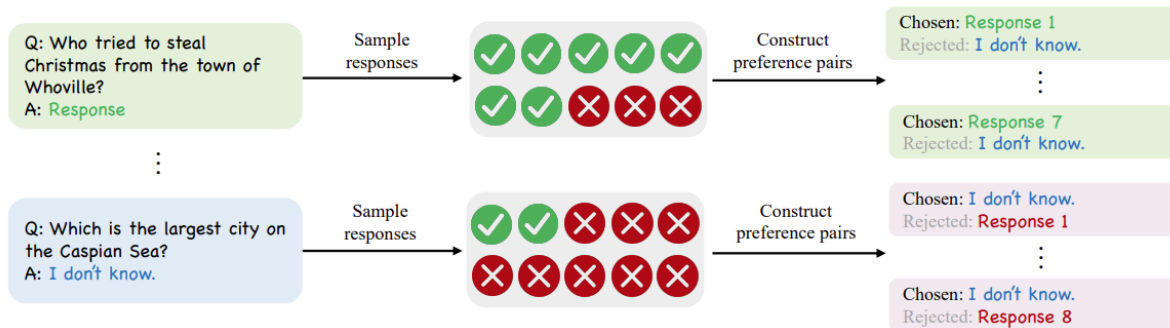 Q: Who tried to steal
Christmas from the town of
Whoville?
A: Response
Sample
responses
Construct
preference pairs
Chosen: Response 1
Rejected: I don't know.
Chosen: Response 7
Rejected: I don't know.
Q: Which is the largest city on
the Caspian Sea?
A: I don't know.
Sample
responses
Construct
preference pairs
Chosen: I don't know.
Rejected: Response 1
Chosen: I don't know.
Rejected: Response 8